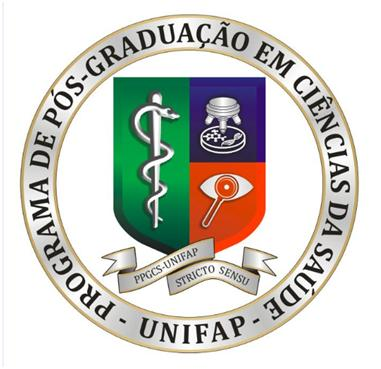 PROGRAMA DE PÓS-GRADUAÇÃO EM CIÊNCIAS DA SAÚDE
- UNIFAP -
PPGCS-UNIFAP
STRICTO SENSU